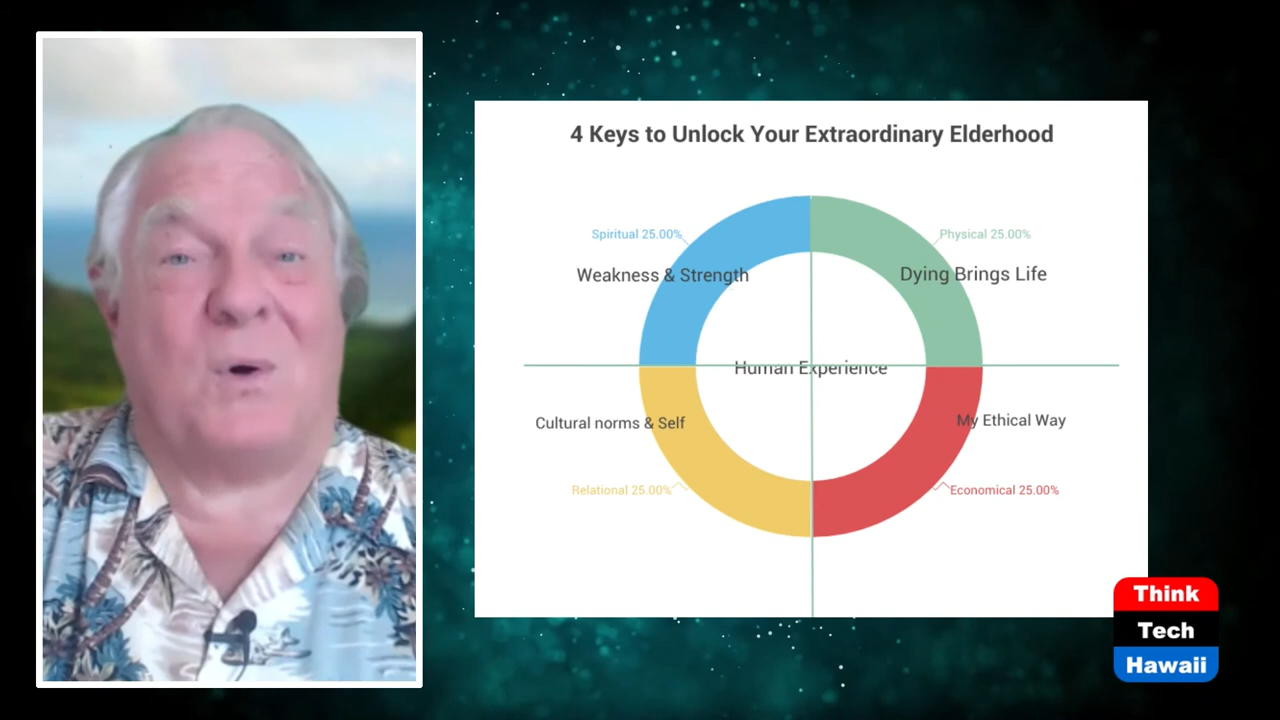 4 Keys to Unlock Your Extraordinary Elderhood
Spiritual 25.00%
Physical 25.00%
Weakness & Strength
Dying Brings Life
Human Experience
Cultural norms & Self
My Ethical Way
Relational 25.00%
Economical 25.00%
Think
Tech
Hawaii